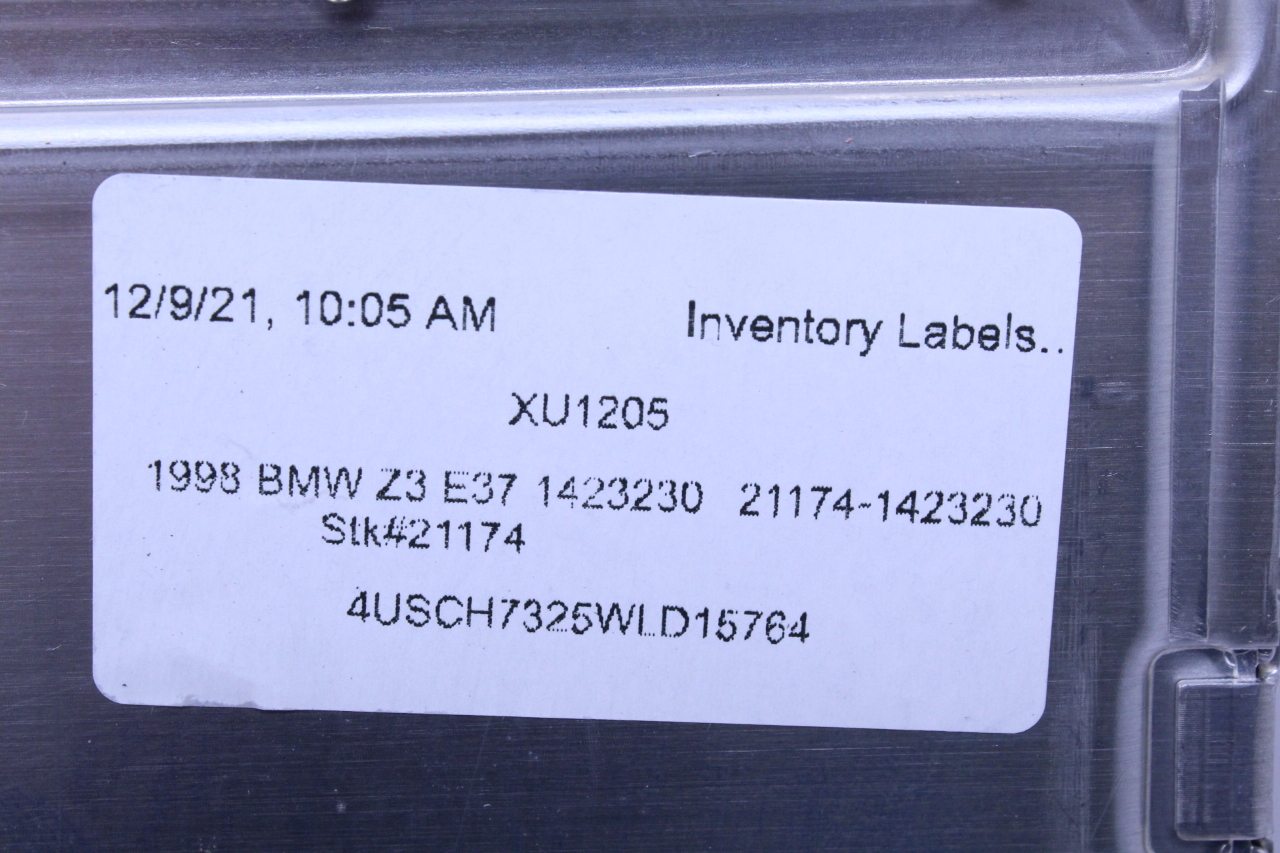 12/9/21, 10:05 AM Inventory Labels..
XU1205
1998 BMW Z3 E37 1423230 21174-1423230
Stk#21174
4USCH7325WLD15764